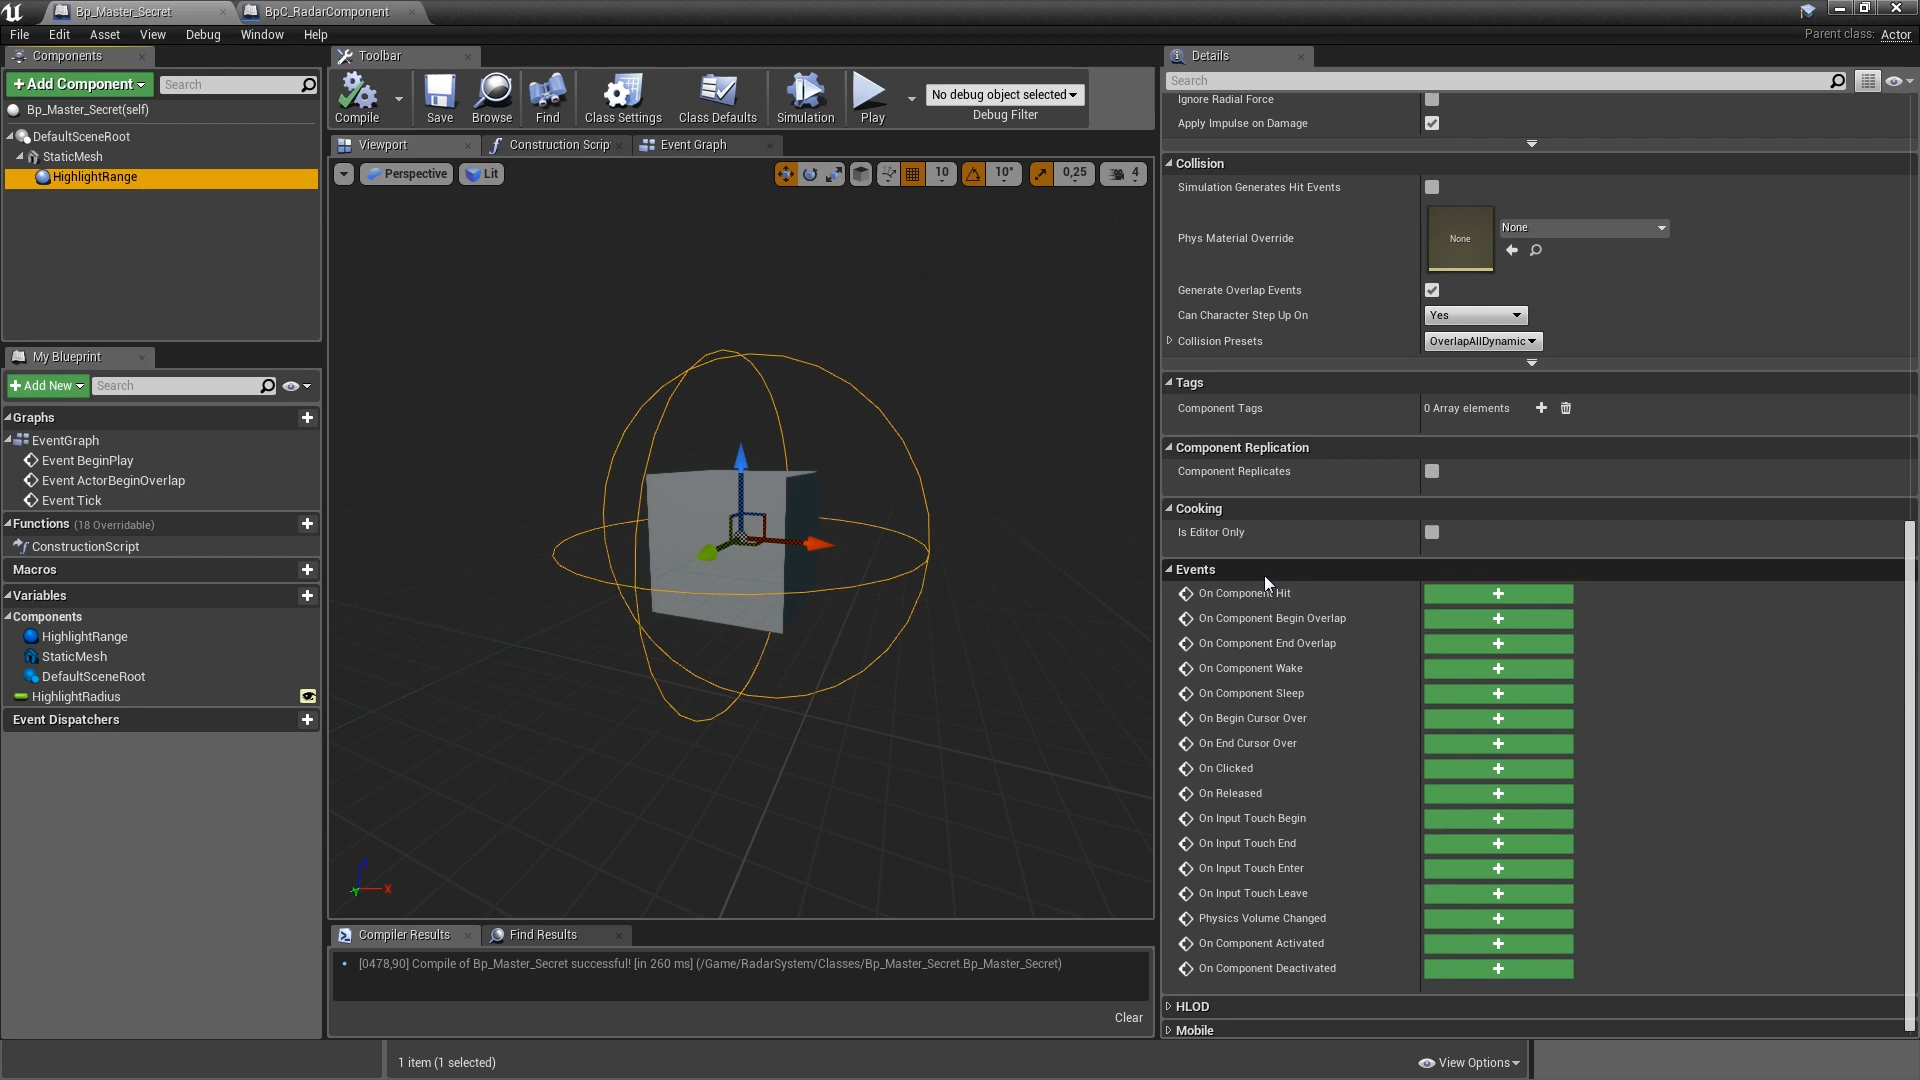 Bp_Master_Secret
BpC_RadarComponent
File Edit Asset View Debug Window Help
Parent class: Actor
Components
+ Add Component
Search
Bp_Master_Secret(self)
DefaultSceneRoot
StaticMesh
HighlightRange
My Blueprint
+ Add New
Search
Graphs
EventGraph
Event BeginPlay
Event ActorBeginOverlap
Event Tick
Functions (18 Overridable)
ConstructionScript
Macros
Variables
Components
HighlightRange
StaticMesh
DefaultSceneRoot
HighlightRadius
Event Dispatchers
Toolbar
Compile
Save
Browse
Find
Class Settings
Class Defaults
Simulation
Play
No debug object selected
Debug Filter
Viewport
Construction Scrip
Event Graph
Perspective
Lit
10
10°
0,25
4
Z
X
Y
Compiler Results
Find Results
[0478,90] Compile of Bp_Master_Secret successful! [in 260 ms] (/Game/RadarSystem/Classes/Bp_Master_Secret.Bp_Master_Secret)
Clear
1 item (1 selected)
View Options
Details
Search
Ignore Radial Force
Apply Impulse on Damage
Collision
Simulation Generates Hit Events
Phys Material Override
None
None
Generate Overlap Events
Can Character Step Up On
Yes
Collision Presets
OverlapAllDynamic
Tags
Component Tags
0 Array elements
Component Replication
Component Replicates
Cooking
Is Editor Only
Events
On Component Hit
On Component Begin Overlap
On Component End Overlap
On Component Wake
On Component Sleep
On Begin Cursor Over
On End Cursor Over
On Clicked
On Released
On Input Touch Begin
On Input Touch End
On Input Touch Enter
On Input Touch Leave
Physics Volume Changed
On Component Activated
On Component Deactivated
HLOD
Mobile